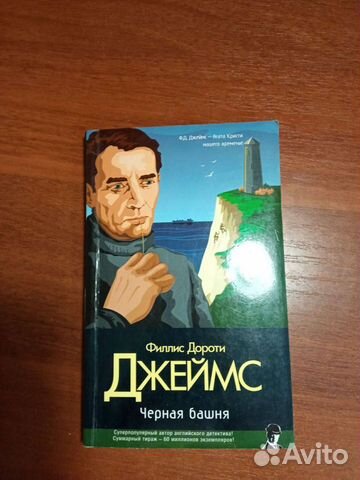 Ф.Д. Джеймс — Агата Кристи
нашего времени!
Филлис Дороти
ДЖЕЙМС
Черная башня
Суперпопулярный автор английского детектива!
Суммарный тираж — 60 миллионов экземпляров!
Avito